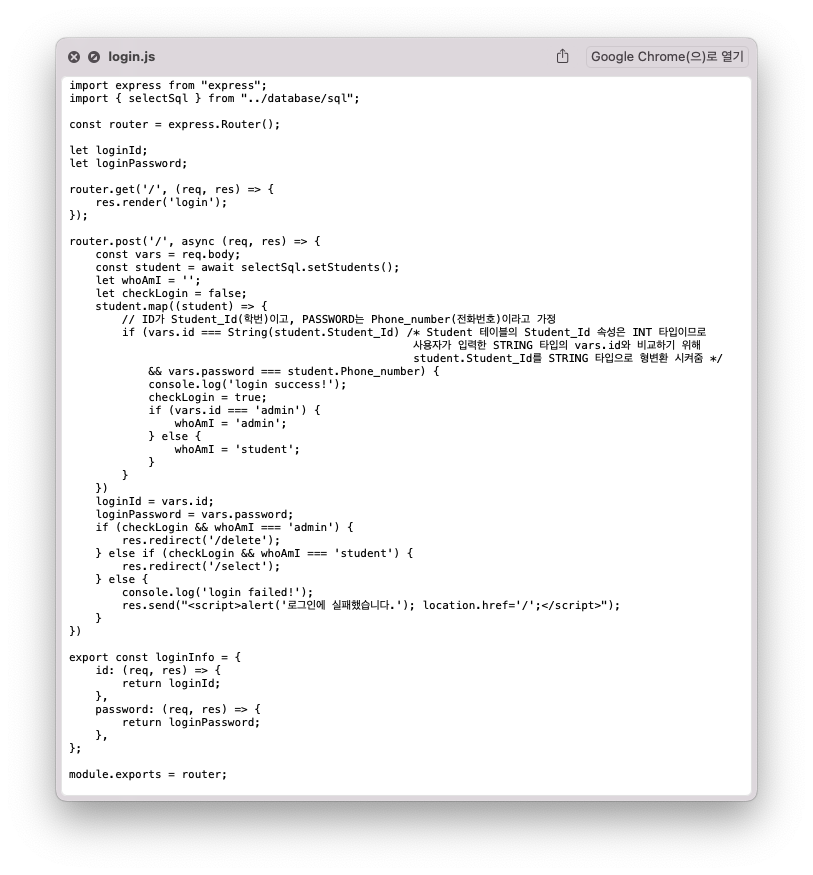 login.js
Google Chrome(으)로 열기
import express from "express";
import { selectSql } from "../database/sql";

const router = express.Router();

let loginId;
let loginPassword;

router.get('/', (req, res) => {
    res.render('login');
});

router.post('/', async (req, res) => {
    const vars = req.body;
    const student = await selectSql.setStudents();
    let whoAmI = '';
    let checkLogin = false;
    student.map((student) => {
        // ID가 Student_Id(학번)이고, PASSWORD는 Phone_number(전화번호)이라고 가정
        if (vars.id === String(student.Student_Id) /* Student 테이블의 Student_Id 속성은 INT 타입이므로
                                                    사용자가 입력한 STRING 타입의 vars.id와 비교하기 위해
                                                    student.Student_Id를 STRING 타입으로 형변환 시켜줌 */
            && vars.password === student.Phone_number) {
            console.log('login success!');
            checkLogin = true;
            if (vars.id === 'admin') {
                whoAmI = 'admin';
            } else {
                whoAmI = 'student';
            }
        }
    })
    loginId = vars.id;
    loginPassword = vars.password;
    if (checkLogin && whoAmI === 'admin') {
        res.redirect('/delete');
    } else if (checkLogin && whoAmI === 'student') {
        res.redirect('/select');
    } else {
        console.log('login failed!');
        res.send("<script>alert('로그인에 실패했습니다.'); location.href='/';</script>");
    }
})

export const loginInfo = {
    id: (req, res) => {
        return loginId;
    },
    password: (req, res) => {
        return loginPassword;
    },
};

module.exports = router;